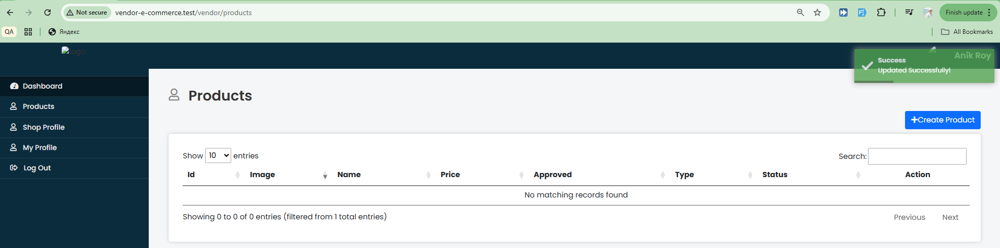 Not secure
vendor-e-commerce.test/vendor/products
Finish update
QA
Яндекс
All Bookmarks
logo
Anik Roy
Success
Updated Successfully!
Dashboard
Products
Shop Profile
My Profile
Log Out
Products
+Create Product
Show 10 entries
Search:
Id Image Name Price Approved Type Status Action
No matching records found
Showing 0 to 0 of 0 entries (filtered from 1 total entries)
Previous Next